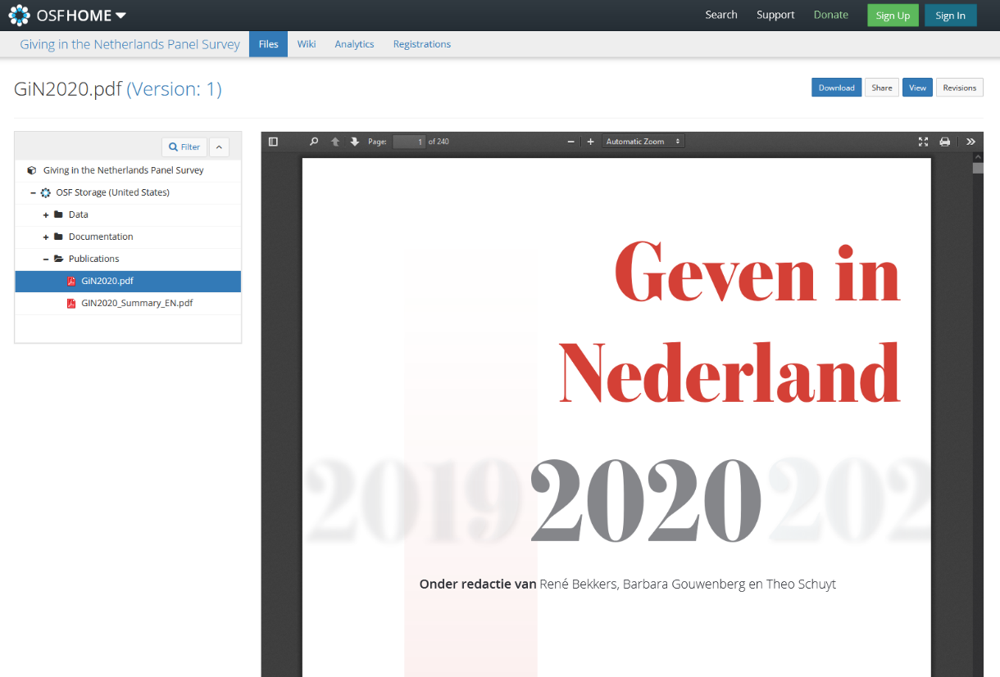 OSFHOME
Search Support Donate Sign Up Sign In
Giving in the Netherlands Panel Survey Files Wiki Analytics Registrations
GiN2020.pdf (Version: 1)
Download Share View Revisions
Filter
Giving in the Netherlands Panel Survey
OSF Storage (United States)
Data
Documentation
Publications
GiN2020.pdf
GIN2020_Summary_EN.pdf
Page: 1 of 240
Automatic Zoom
Geven in
Nederland
2019 2020 202
Onder redactie van René Bekkers, Barbara Gouwenberg en Theo Schuyt